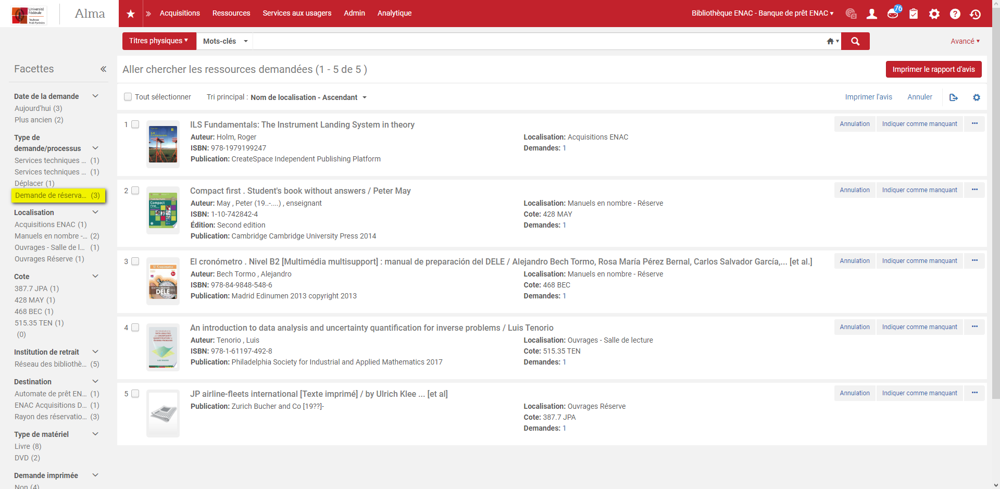 Université
Fédérale
Toulouse
Midi-Pyrénées
Alma
Acquisitions
Ressources
Services aux usagers
Admin
Analytique
Bibliothèque ENAC - Banque de prêt ENAC
76
Titres physiques
Mots-clés
Avancé
Facettes
Aller chercher les ressources demandées (1 - 5 de 5 )
Imprimer le rapport d'avis
Tout sélectionner
Tri principal : Nom de localisation - Ascendant
Imprimer l'avis
Annuler
Date de la demande
Aujourd'hui (3)
Plus ancien (2)
Type de
demande/processus
Services techniques ... (1)
Services techniques ... (1)
Déplacer (1)
Demande de réserva... (3)
Localisation
Acquisitions ENAC (1)
Manuels en nombre -... (2)
Ouvrages - Salle de l... (1)
Ouvrages Réserve (1)
Cote
387.7 JPA (1)
428 MAY (1)
468 BEC (1)
515.35 TEN (1)
(0)
Institution de retrait
Réseau des bibliothè... (5)
Destination
Automate de prêt EN... (1)
ENAC Acquisitions D... (1)
Rayon des réservatio... (3)
Type de matériel
Livre (8)
DVD (2)
Demande imprimée
Non (4)
1
ILS Fundamentals: The Instrument Landing System in theory
Auteur: Holm, Roger
ISBN: 978-1979199247
Publication: CreateSpace Independent Publishing Platform
Localisation: Acquisitions ENAC
Demandes: 1
Annulation
Indiquer comme manquant
2
Compact first . Student's book without answers / Peter May
Auteur: May , Peter (19..-....) , enseignant
ISBN: 1-10-742842-4
Édition: Second edition
Publication: Cambridge Cambridge University Press 2014
Localisation: Manuels en nombre - Réserve
Cote: 428 MAY
Demandes: 1
Annulation
Indiquer comme manquant
Compact
First
3
El cronómetro . Nivel B2 [Multimédia multisupport] : manual de preparación del DELE / Alejandro Bech Tormo, Rosa María Pérez Bernal, Carlos Salvador García,... [et al.]
Auteur: Bech Tormo , Alejandro
ISBN: 978-84-9848-548-6
Publication: Madrid Edinumen 2013 copyright 2013
Localisation: Manuels en nombre - Réserve
Cote: 468 BEC
Demandes: 1
Annulation
Indiquer comme manquant
El Cronómetro
DELE
4
An introduction to data analysis and uncertainty quantification for inverse problems / Luis Tenorio
Auteur: Tenorio , Luis
ISBN: 978-1-61197-492-8
Publication: Philadelphia Society for Industrial and Applied Mathematics 2017
Localisation: Ouvrages - Salle de lecture
Cote: 515.35 TEN
Demandes: 1
Annulation
Indiquer comme manquant
5
JP airline-fleets international [Texte imprimé] / by Ulrich Klee ... [et al]
Publication: Zurich Bucher and Co [19??]-
Localisation: Ouvrages Réserve
Cote: 387.7 JPA
Demandes: 1
Annulation
Indiquer comme manquant